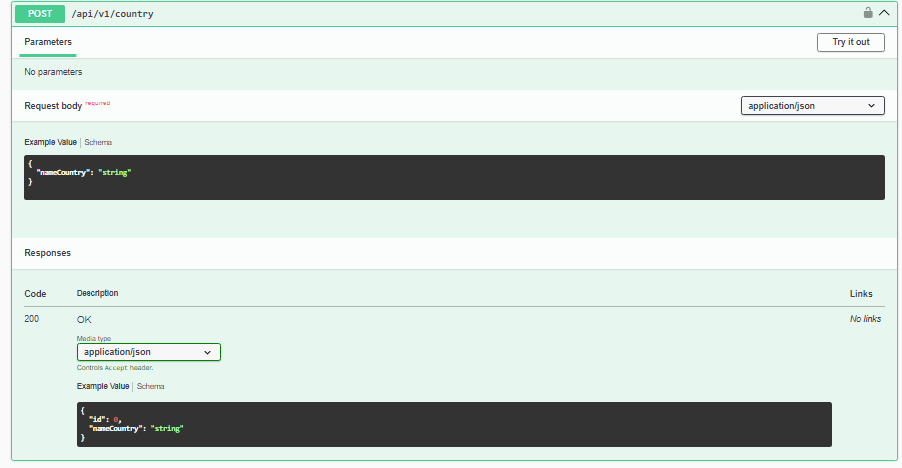 POST /api/v1/country
Parameters Try it out
No parameters
Request body required application/json
Example Value | Schema
{
"nameCountry": "string"
}
Responses
Code Description Links
200 OK No links
Media type
application/json
Controls Accept header.
Example Value | Schema
{
"id": 0,
"nameCountry": "string"
}